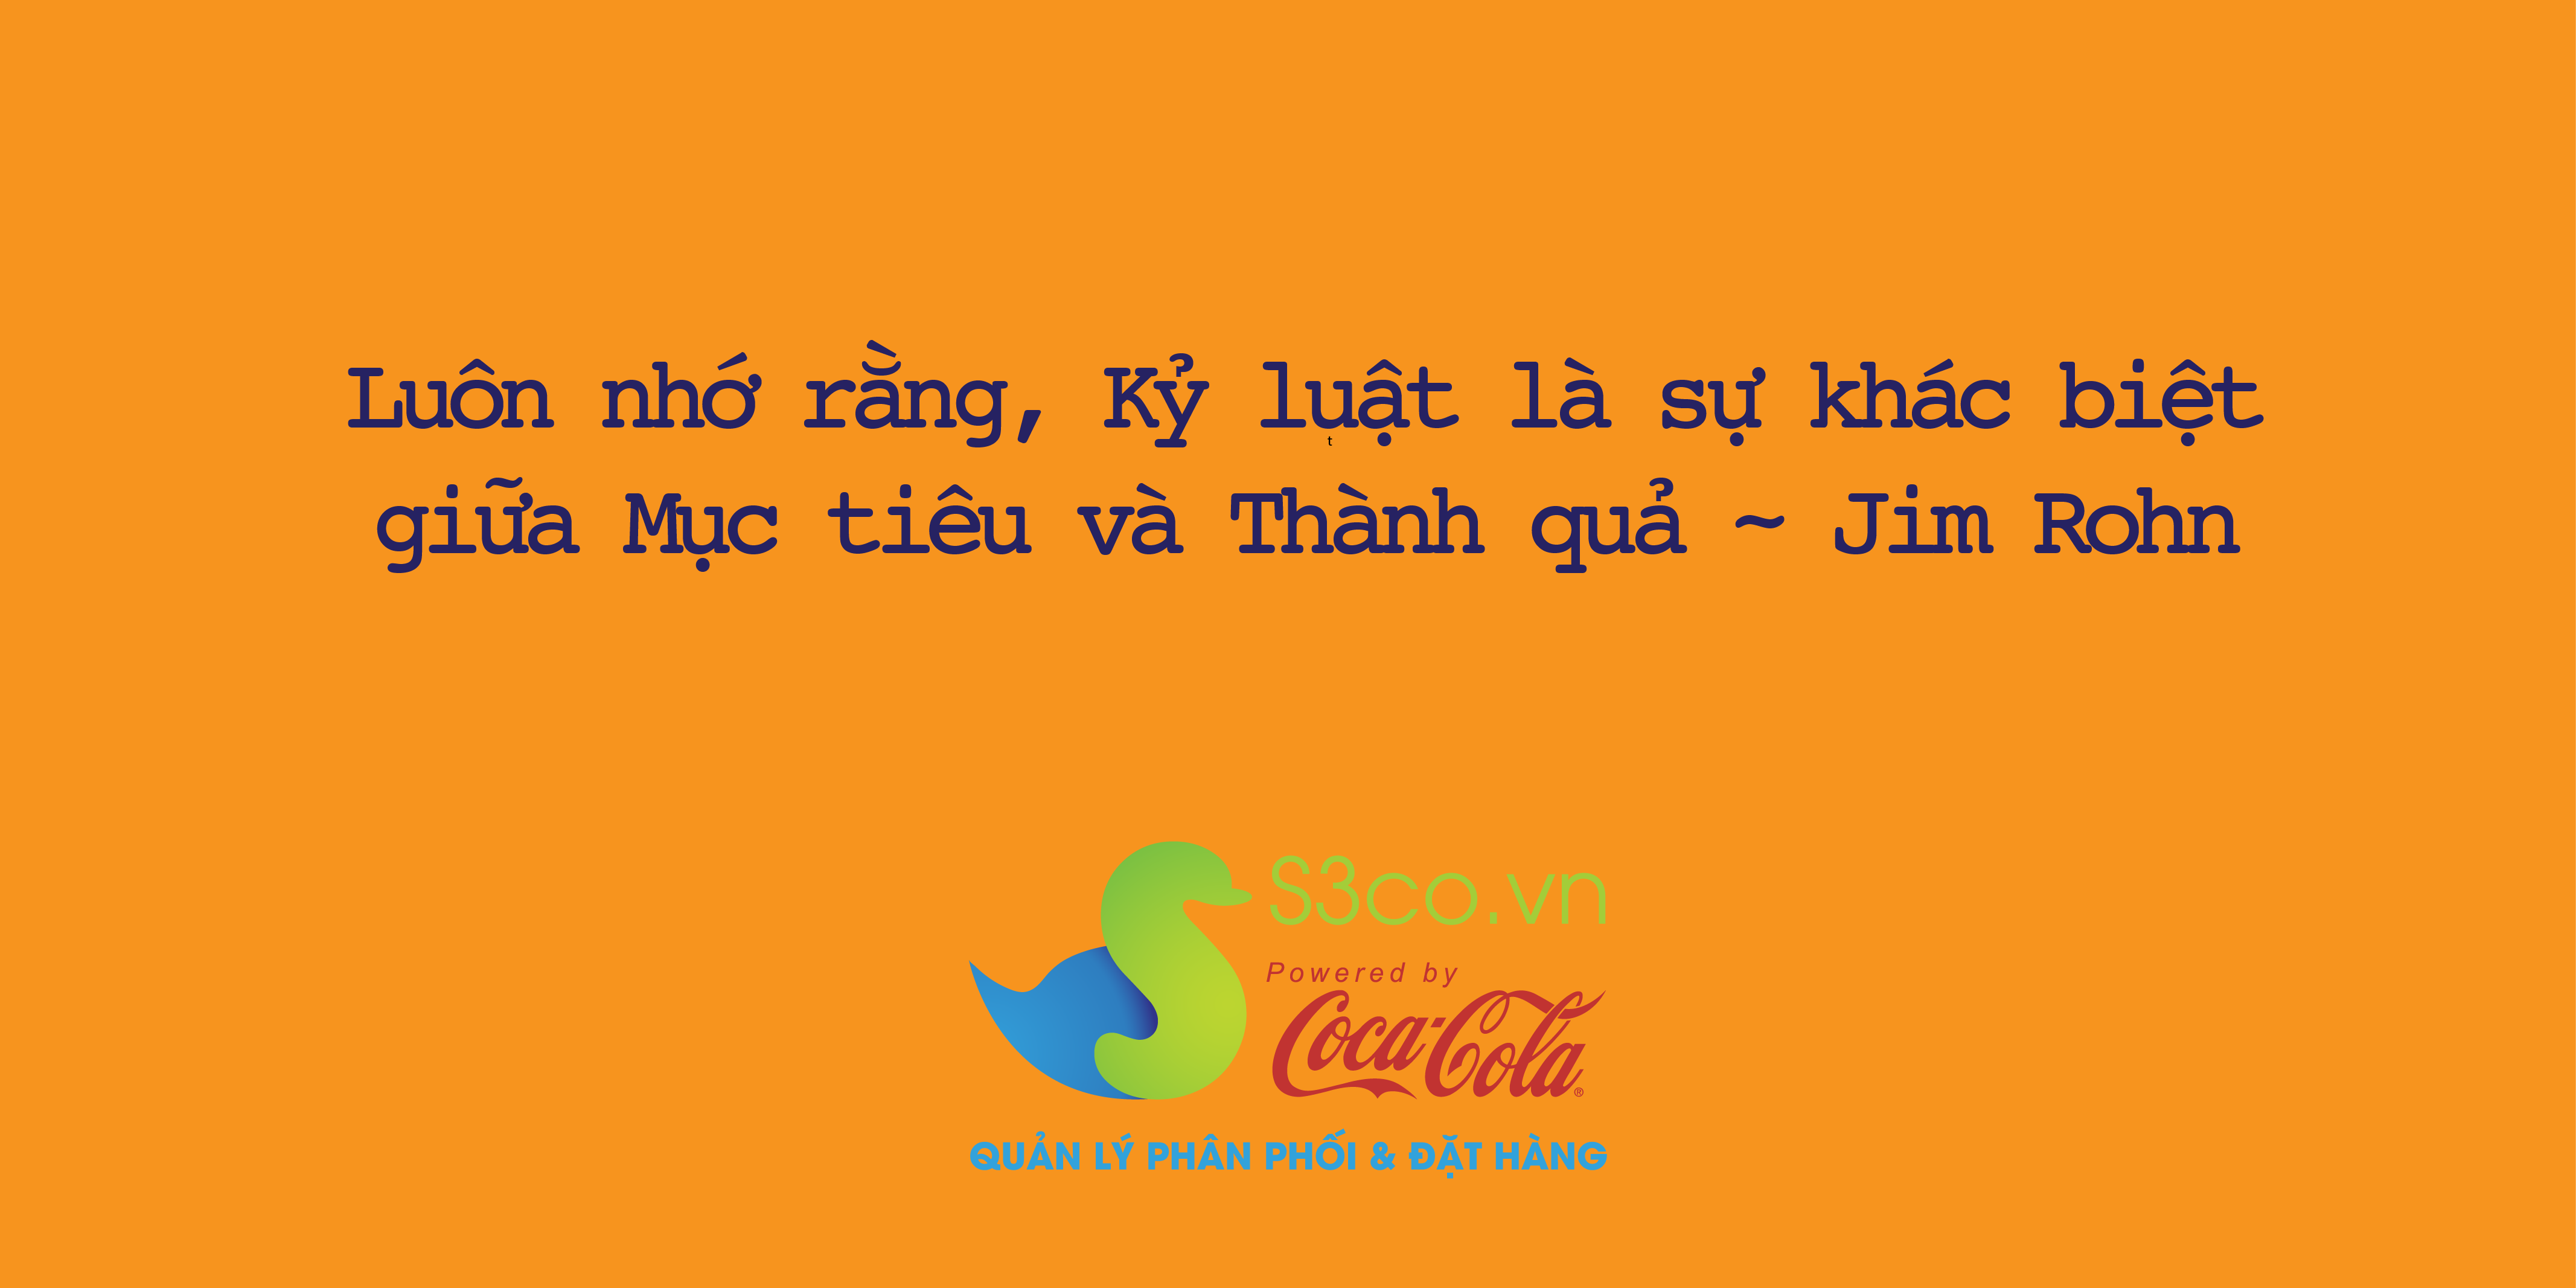 Luôn nhớ rằng, Kỷ luật là sự khác biệt
t
giữa Mục tiêu và Thành quả ~ Jim Rohn
S3co.vn
Powered by
Coca-Cola®
QUẢN LÝ PHÂN PHỐI & ĐẶT HÀNG